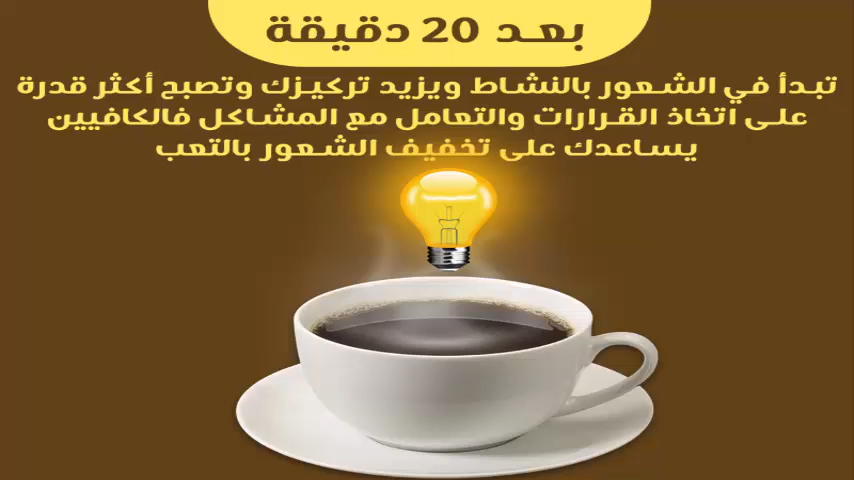 بعد 20 دقيقة
تبدأ في الشعور بالنشاط ويزيد تركيزك وتصبح أكثر قدرة
على اتخاذ القرارات والتعامل مع المشاكل فالكافيين
يساعدك على تخفيف الشعور بالتعب